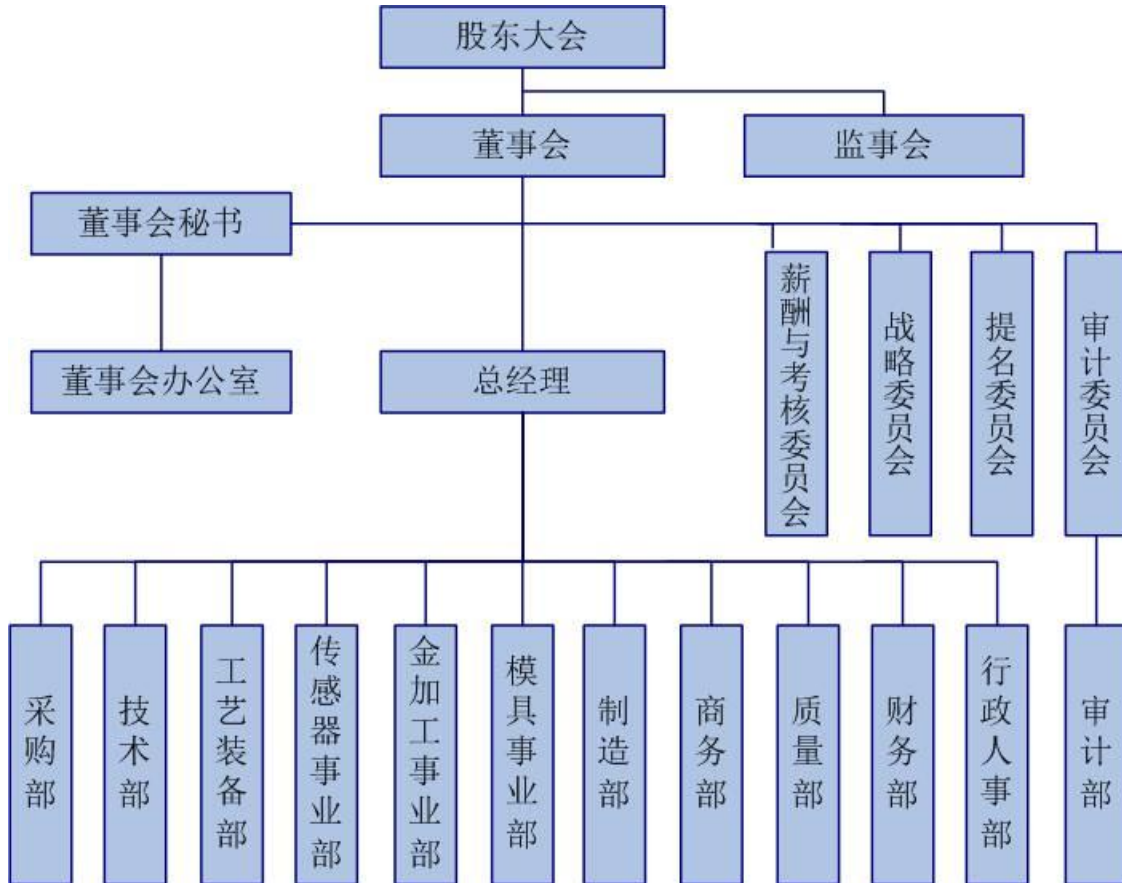 股东大会
董事会
监事会
董事会秘书
董事会办公室
总经理
薪酬与考核委员会
战略委员会
提名委员会
审计委员会
采购部
技术部
工艺装备部
传感器事业部
金加工事业部
模具事业部
制造部
商务部
质量部
财务部
行政人事部
审计部